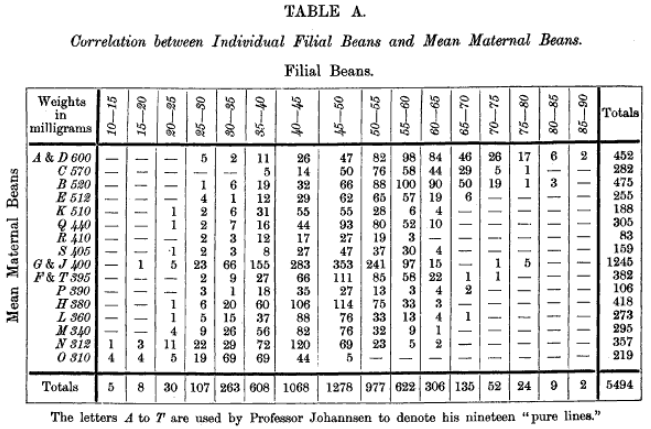 TABLE A.
Correlation between Individual Filial Beans and Mean Maternal Beans.
Filial Beans.
Weights in milligrams 10—15 15—20 20—25 25—30 30—35 35—40 40—45 45—50 50—55 55—60 60—65 65—70 70—75 75—80 80—85 85—90 Totals
Mean Maternal Beans
A & D 600 — — — 5 2 11 26 47 82 98 84 46 26 17 6 2 452
C 570 — — — — — 5 14 50 76 58 44 29 5 1 — — 282
B 520 — — — 1 6 19 32 66 88 100 90 50 19 1 3 — 475
E 512 — — — 4 1 12 29 62 65 57 19 6 — — — — 255
K 510 — — 1 2 6 31 55 55 28 6 4 — — — — — 188
Q 440 — — 1 2 7 16 44 93 80 52 10 — — — — — 305
R 410 — — — 2 3 12 17 27 19 3 — — — — — — 83
S 405 — — 1 2 3 8 27 47 37 30 4 — — — — — 159
G & J 400 — 1 5 23 66 155 283 353 241 97 15 — 1 5 — — 1245
F & T 395 — — — 2 9 27 66 111 85 58 22 1 1 — — — 382
P 390 — — — 3 1 18 35 27 13 3 4 2 — — — — 106
H 380 — — 1 6 20 60 106 114 75 33 3 — — — — — 418
L 360 — — 1 5 15 37 88 76 33 13 4 1 — — — — 273
M 340 — — 4 9 26 56 82 76 32 9 1 — — — — — 295
N 312 1 3 11 22 29 72 120 69 23 5 2 — — — — — 357
O 310 4 4 5 19 69 69 44 5 — — — — — — — — 219
Totals 5 8 30 107 263 608 1068 1278 977 622 306 135 52 24 9 2 5494
The letters A to T are used by Professor Johannsen to denote his nineteen "pure lines."